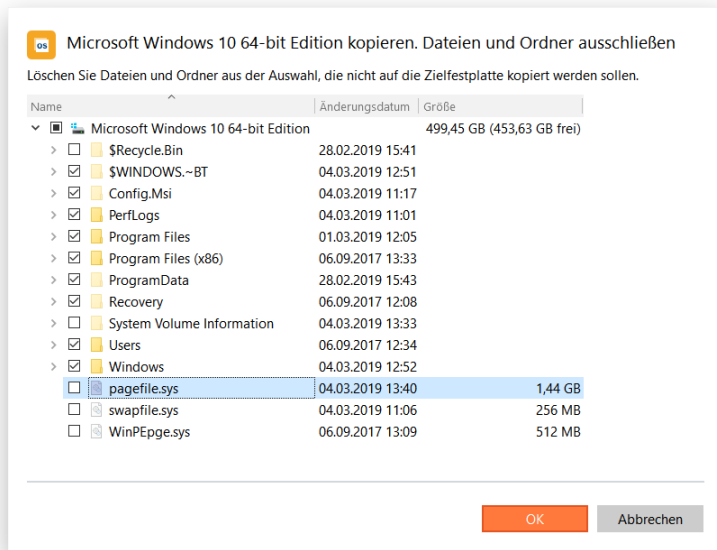 os
Microsoft Windows 10 64-bit Edition kopieren. Dateien und Ordner ausschließen
Löschen Sie Dateien und Ordner aus der Auswahl, die nicht auf die Zielfestplatte kopiert werden sollen.
Name Änderungsdatum Größe
Microsoft Windows 10 64-bit Edition 499,45 GB (453,63 GB frei)
$Recycle.Bin 28.02.2019 15:41
$WINDOWS.~BT 04.03.2019 12:51
Config.Msi 04.03.2019 11:17
PerfLogs 04.03.2019 11:01
Program Files 01.03.2019 12:05
Program Files (x86) 06.09.2017 13:33
ProgramData 28.02.2019 15:43
Recovery 06.09.2017 12:08
System Volume Information 04.03.2019 13:33
Users 06.09.2017 12:34
Windows 04.03.2019 12:52
pagefile.sys 04.03.2019 13:40 1,44 GB
swapfile.sys 04.03.2019 11:06 256 MB
WinPEpge.sys 06.09.2017 13:09 512 MB
OK Abbrechen